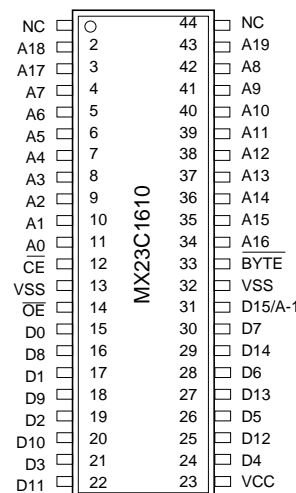 NC 44 NC
A18 2 43 A19
A17 3 42 A8
A7 4 41 A9
A6 5 40 A10
A5 6 39 A11
A4 7 38 A12
A3 8 37 A13
A2 9 36 A14
A1 10 35 A15
A0 11 34 A16
CE 12 33 BYTE
VSS 13 32 VSS
OE 14 31 D15/A-1
D0 15 30 D7
D8 16 29 D14
D1 17 28 D6
D9 18 27 D13
D2 19 26 D5
D10 20 25 D12
D3 21 24 D4
D11 22 23 VCC
MX23C1610